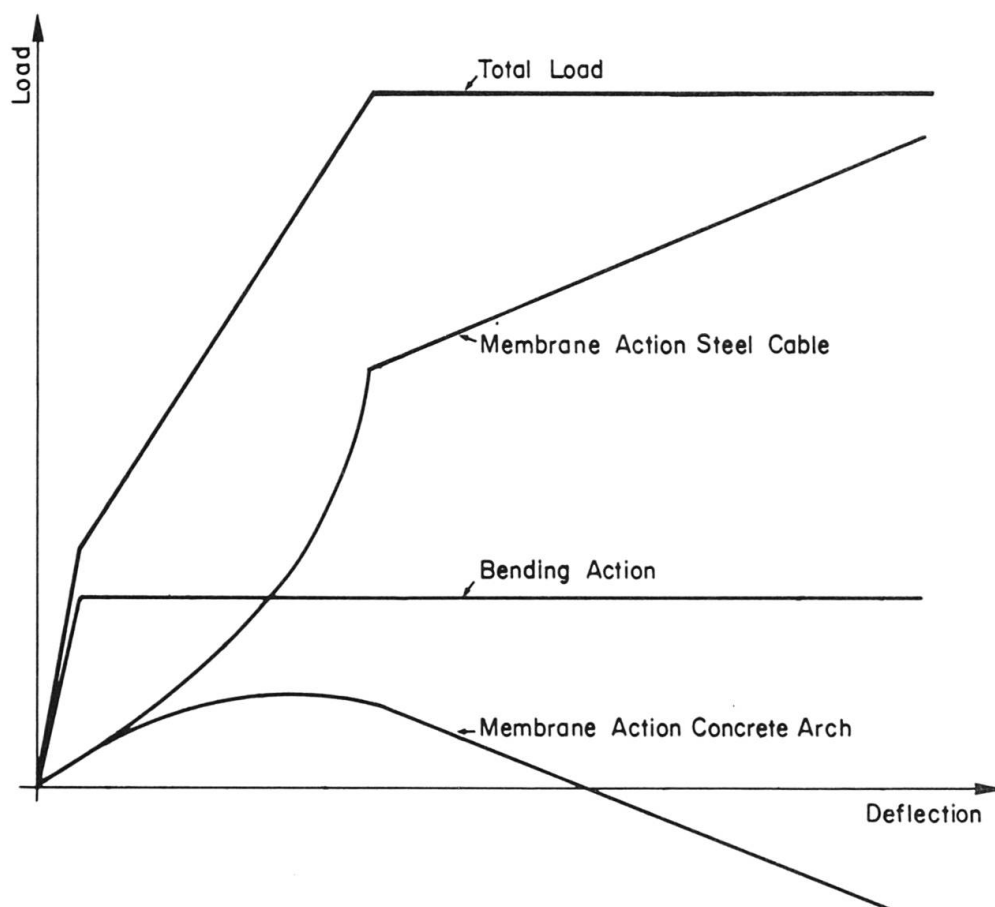 Load
Total Load
Membrane Action Steel Cable
Bending Action
Membrane Action Concrete Arch
Deflection